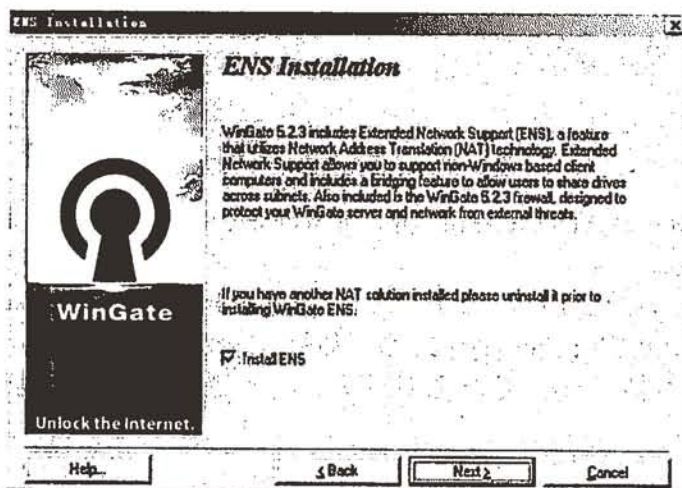 ENS Installation
ENS Installation
WinGate 5.2.3 includes Extended Network Support (ENS), a feature
that utilizes Network Address Translation (NAT) technology. Extended
Network Support allows you to support non-Windows based client
computers and includes a bridging feature to allow users to share drives
across subnets. Also included is the WinGate 5.2.3 firewall, designed to
protect your WinGate server and network from external threats.
If you have another NAT solution installed please uninstall it prior to
installing WinGate ENS.
Install ENS
WinGate
Unlock the Internet.
Help...
< Back
Next >
Cancel